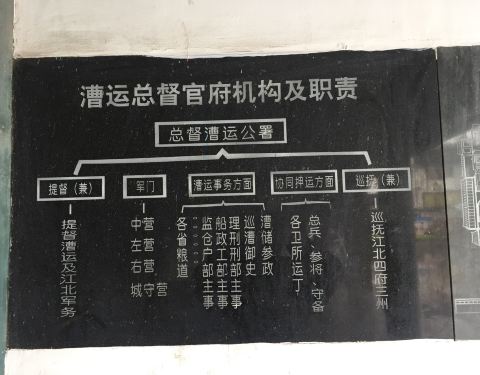 漕运总督官府机构及职责
总督漕运公署
提督（兼）
军门
漕运事务方面
协同押运方面
巡抚（兼）
提督漕运及江北军务
中营
左营
右营
城守营
漕储参政
巡漕御史
理刑刑部主事
船政工部主事
监仓户部主事
……
各省粮道
总兵、参将、守备
各卫所运丁
巡抚江北四府三州